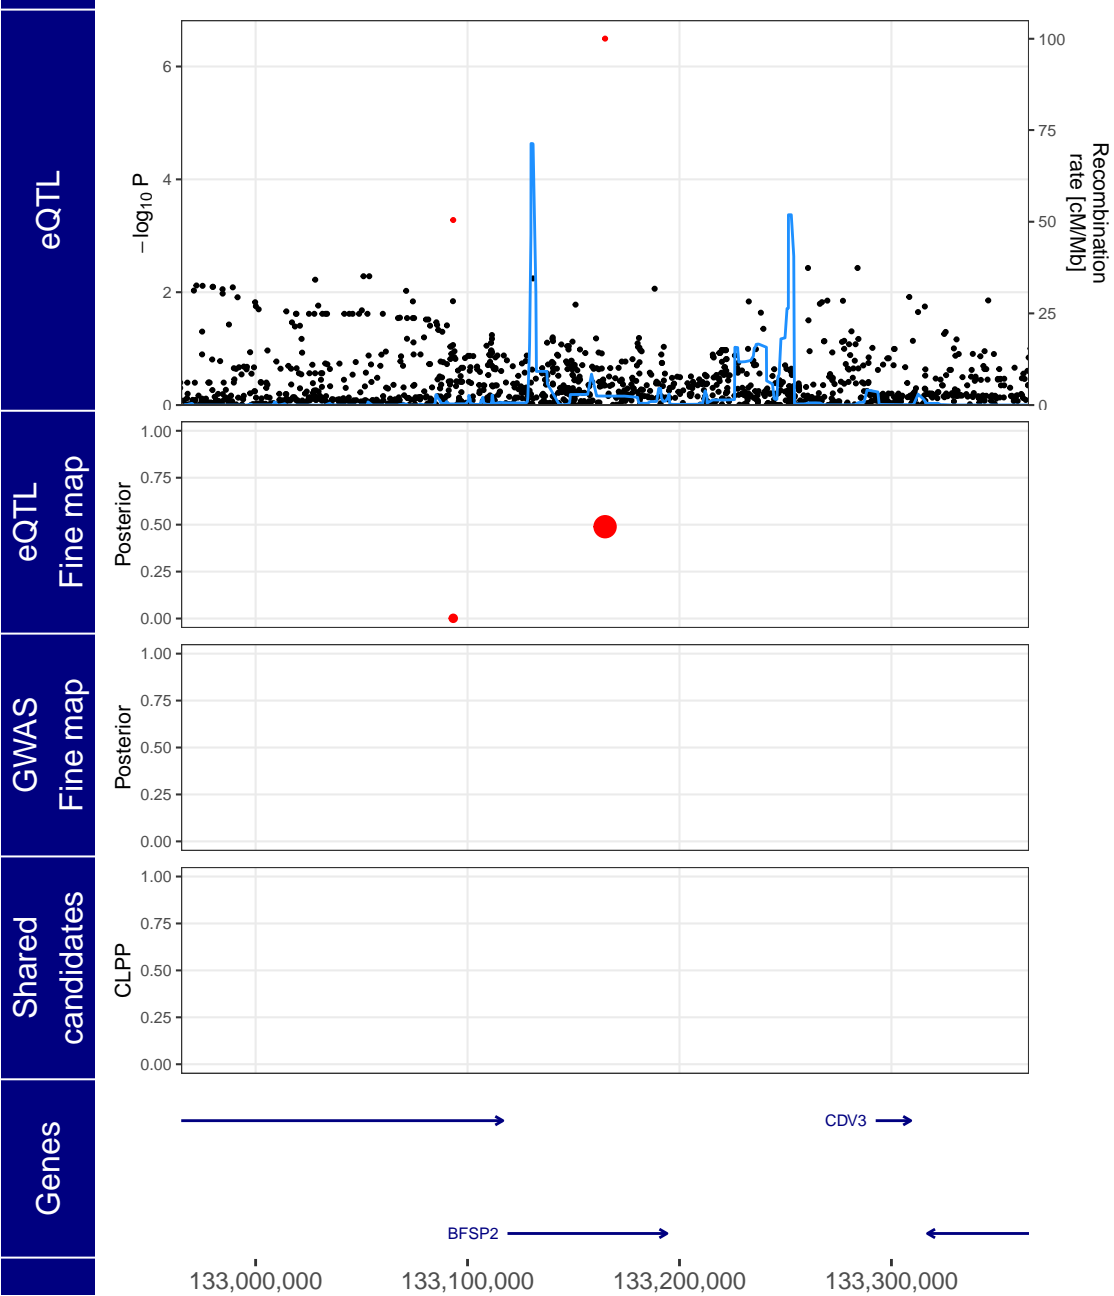 eQTL
−log10 P
6
4
2
0
100
75
50
25
0
Recombination
rate [cM/Mb]
eQTL
Fine map
Posterior
1.00
0.75
0.50
0.25
0.00
GWAS
Fine map
Posterior
1.00
0.75
0.50
0.25
0.00
Shared
candidates
CLPP
1.00
0.75
0.50
0.25
0.00
Genes
CDV3
BFSP2
133,000,000
133,100,000
133,200,000
133,300,000